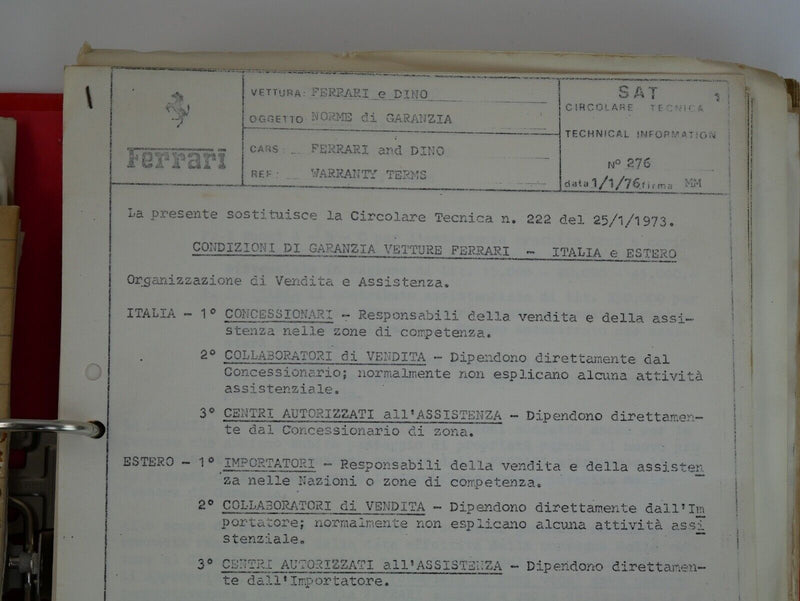 Ferrari
VETTURA: FERRARI e DINO
OGGETTO NORME di GARANZIA
CARS: FERRARI and DINO
REF: WARRANTY TERMS
SAT
CIRCOLARE TECNICA
TECHNICAL INFORMATION
Nº 276
data 1/1/76 firma MM
La presente sostituisce la Circolare Tecnica n. 222 del 25/1/1973.
CONDIZIONI DI GARANZIA VETTURE FERRARI - ITALIA e ESTERO
Organizzazione di Vendita e Assistenza.
ITALIA - 1° CONCESSIONARI - Responsabili della vendita e della assi-
stenza nelle zone di competenza.
2° COLLABORATORI di VENDITA - Dipendono direttamente dal
Concessionario; normalmente non esplicano alcuna attività
assistenziale.
3° CENTRI AUTORIZZATI all'ASSISTENZA - Dipendono direttamen-
te dal Concessionario di zona.
ESTERO - 1° IMPORTATORI - Responsabili della vendita e della assisten
za nelle Nazioni o zone di competenza.
2° COLLABORATORI di VENDITA - Dipendono direttamente dall'Im
portatore; normalmente non esplicano alcuna attività assi
stenziale.
3° CENTRI AUTORIZZATI all'ASSISTENZA - Dipendono direttamen-
te dall'Importatore.